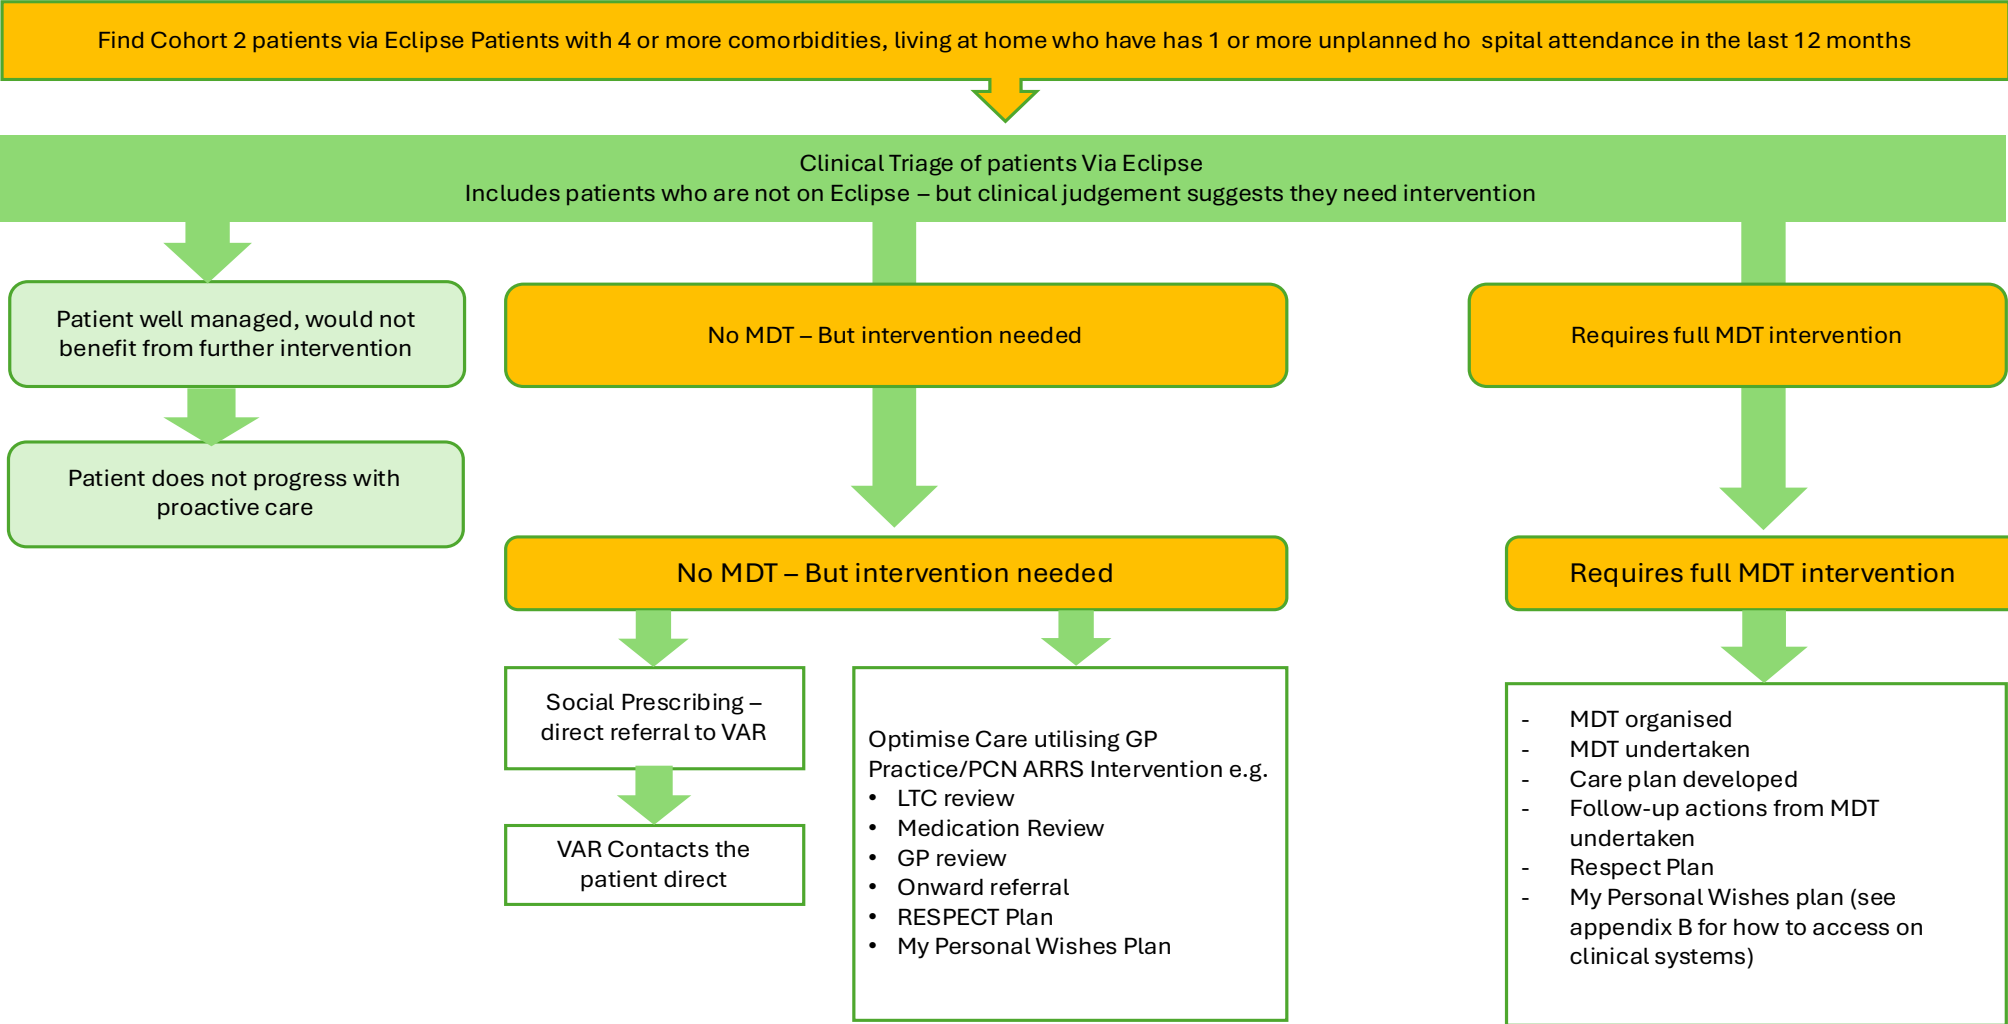 Find Cohort 2 patients via Eclipse Patients with 4 or more comorbidities, living at home who have has 1 or more unplanned ho spital attendance in the last 12 months
Clinical Triage of patients Via Eclipse
Includes patients who are not on Eclipse – but clinical judgement suggests they need intervention
Patient well managed, would not
benefit from further intervention
Patient does not progress with
proactive care
No MDT – But intervention needed
Requires full MDT intervention
No MDT – But intervention needed
Social Prescribing –
direct referral to VAR
VAR Contacts the
patient direct
Optimise Care utilising GP
Practice/PCN ARRS Intervention e.g.
• LTC review
• Medication Review
• GP review
• Onward referral
• RESPECT Plan
• My Personal Wishes Plan
Requires full MDT intervention
- MDT organised
- MDT undertaken
- Care plan developed
- Follow-up actions from MDT
undertaken
- Respect Plan
- My Personal Wishes plan (see
appendix B for how to access on
clinical systems)